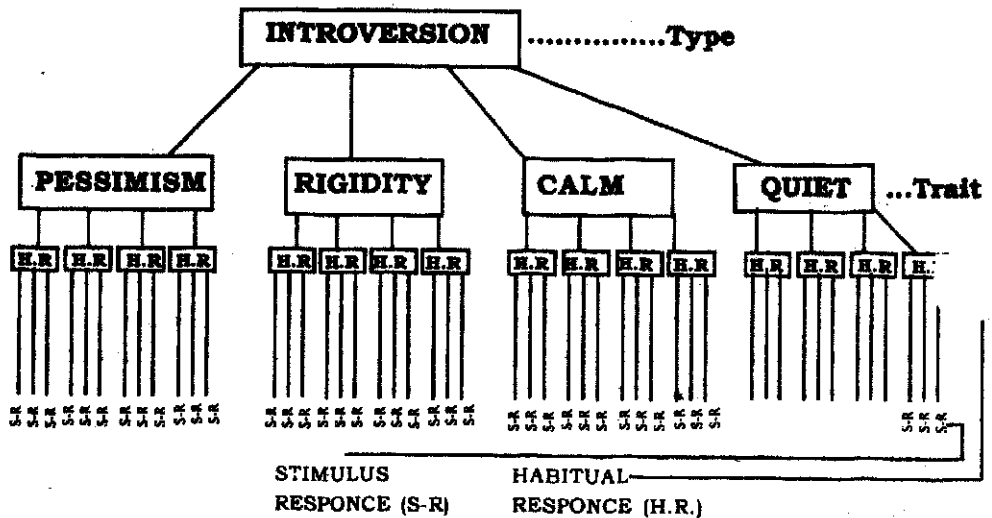 INTROVERSION ...............Type
PESSIMISM RIGIDITY CALM QUIET ...Trait
H.R H.R H.R H.R H.R H.R H.R H.R H.R H.R H.R H.R H.R H.R H.R H.
S-R S-R S-R S-R S-R S-R S-R S-R S-R S-R S-R S-R S-R S-R S-R S-R S-R S-R S-R S-R S-R S-R S-R S-R S-R S-R S-R S-R S-R S-R S-R S-R S-R S-R S-R S-R S-R S-R S-R
STIMULUS HABITUAL
RESPONCE (S-R) RESPONCE (H.R.)